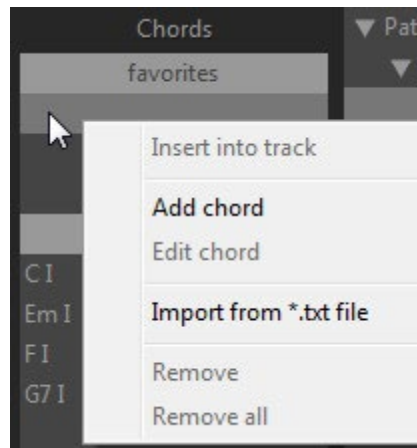 Chords
▼ Pat
favorites
▼
Insert into track
Add chord
Edit chord
C I
Em I
Import from *.txt file
F I
Remove
G7 I
Remove all